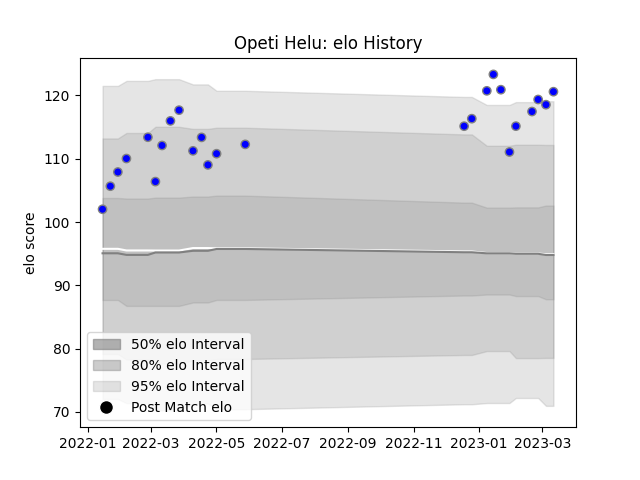 Opeti Helu: elo History
elo score
120
110
100
90
80
70
50% elo Interval
80% elo Interval
95% elo Interval
Post Match elo
2022-01 2022-03 2022-05 2022-07 2022-09 2022-11 2023-01 2023-03